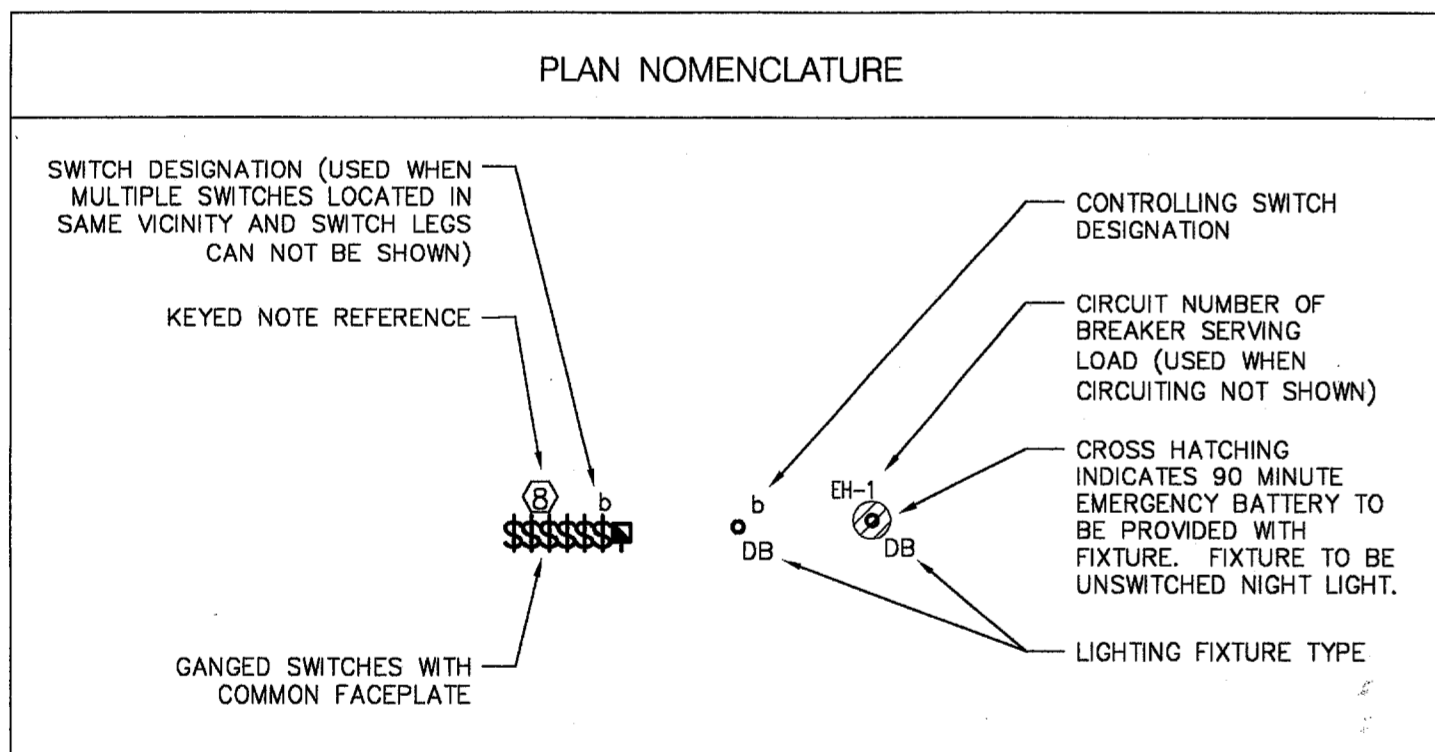 PLAN NOMENCLATURE
SWITCH DESIGNATION (USED WHEN
MULTIPLE SWITCHES LOCATED IN
SAME VICINITY AND SWITCH LEGS
CAN NOT BE SHOWN)
KEYED NOTE REFERENCE
8
b
$$$$$$
GANGED SWITCHES WITH
COMMON FACEPLATE
b
DB
EH-1
DB
CONTROLLING SWITCH
DESIGNATION
CIRCUIT NUMBER OF
BREAKER SERVING
LOAD (USED WHEN
CIRCUITING NOT SHOWN)
CROSS HATCHING
INDICATES 90 MINUTE
EMERGENCY BATTERY TO
BE PROVIDED WITH
FIXTURE. FIXTURE TO BE
UNSWITCHED NIGHT LIGHT.
LIGHTING FIXTURE TYPE